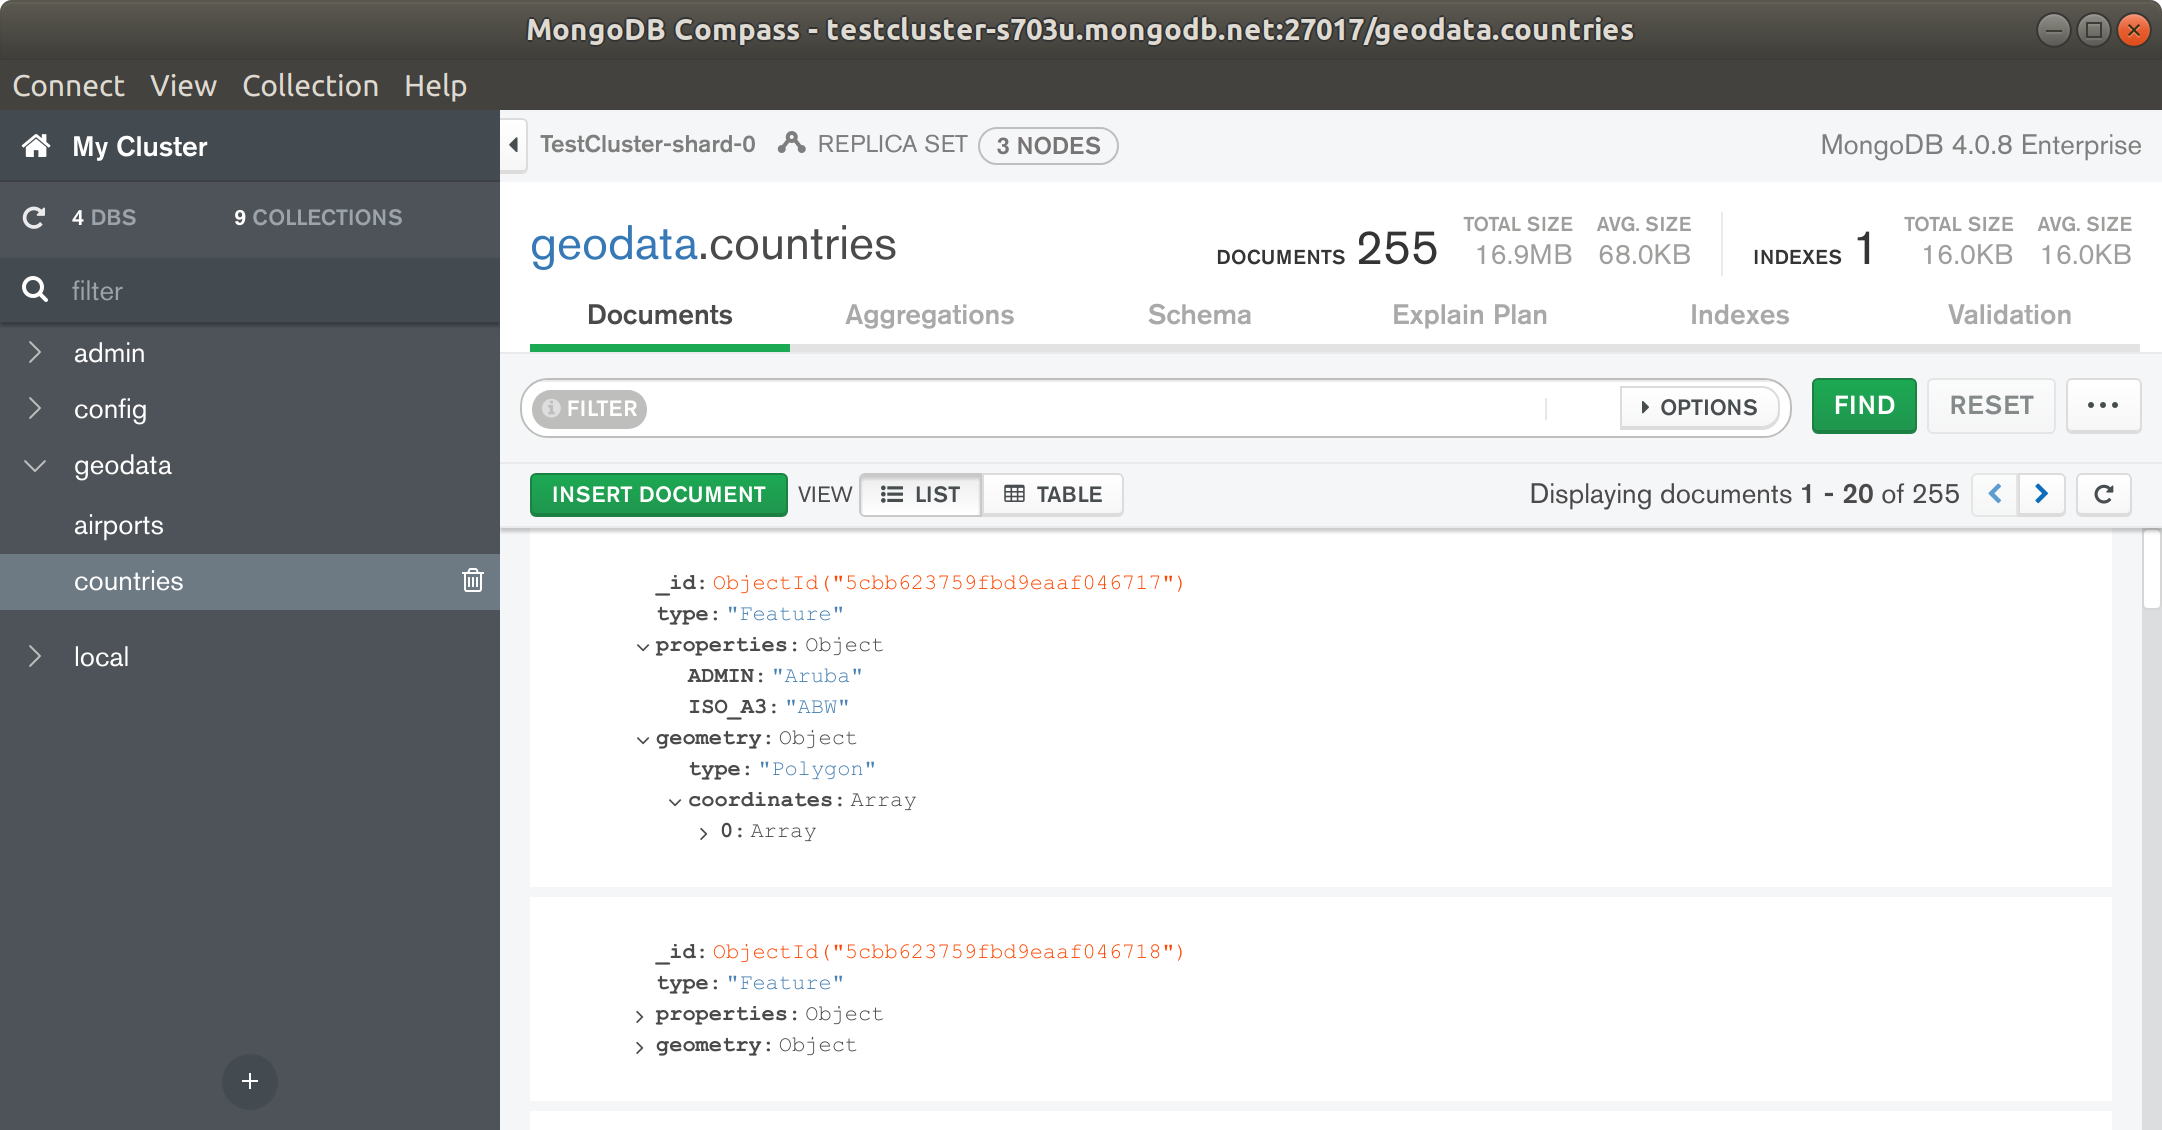 MongoDB Compass - testcluster-s703u.mongodb.net:27017/geodata.countries
Connect View Collection Help
My Cluster
4 DBS 9 COLLECTIONS
filter
admin
config
geodata
airports
countries
local
+
TestCluster-shard-0 REPLICA SET 3 NODES MongoDB 4.0.8 Enterprise
geodata.countries
DOCUMENTS 255 TOTAL SIZE 16.9MB AVG. SIZE 68.0KB INDEXES 1 TOTAL SIZE 16.0KB AVG. SIZE 16.0KB
Documents Aggregations Schema Explain Plan Indexes Validation
FILTER OPTIONS FIND RESET ...
INSERT DOCUMENT VIEW LIST TABLE Displaying documents 1 - 20 of 255
_id: ObjectId("5cbb623759fbd9eaaf046717")
type: "Feature"
properties: Object
ADMIN: "Aruba"
ISO_A3: "ABW"
geometry: Object
type: "Polygon"
coordinates: Array
0: Array
_id: ObjectId("5cbb623759fbd9eaaf046718")
type: "Feature"
properties: Object
geometry: Object